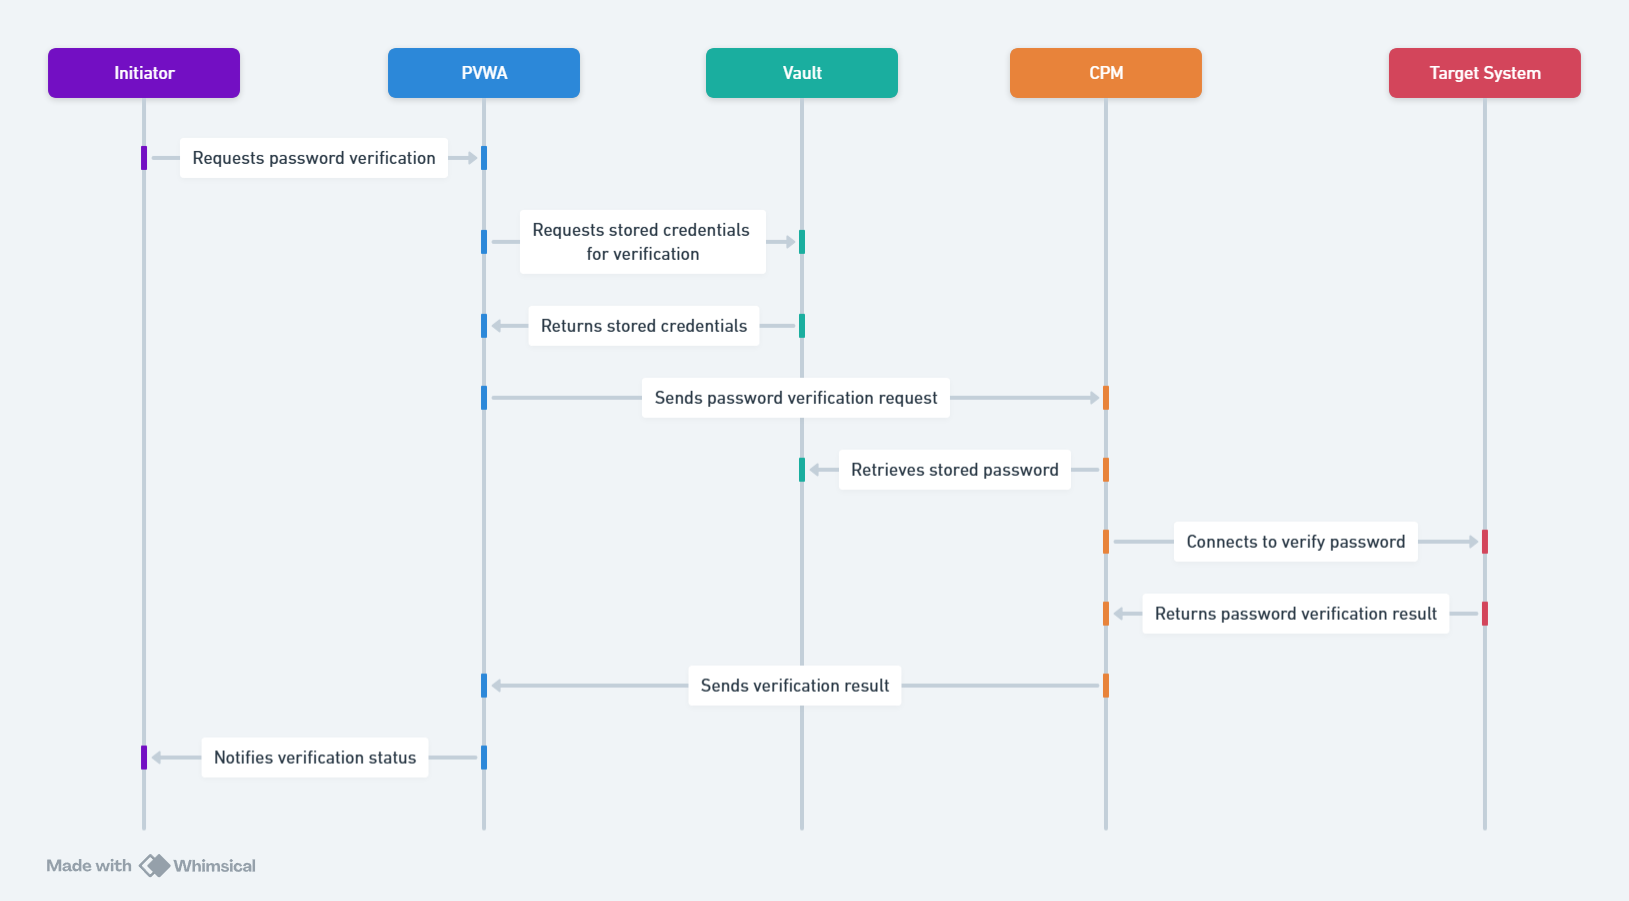 Initiator
PVWA
Vault
CPM
Target System
Requests password verification
Requests stored credentials
for verification
Returns stored credentials
Sends password verification request
Retrieves stored password
Connects to verify password
Returns password verification result
Sends verification result
Notifies verification status
Made with Whimsical